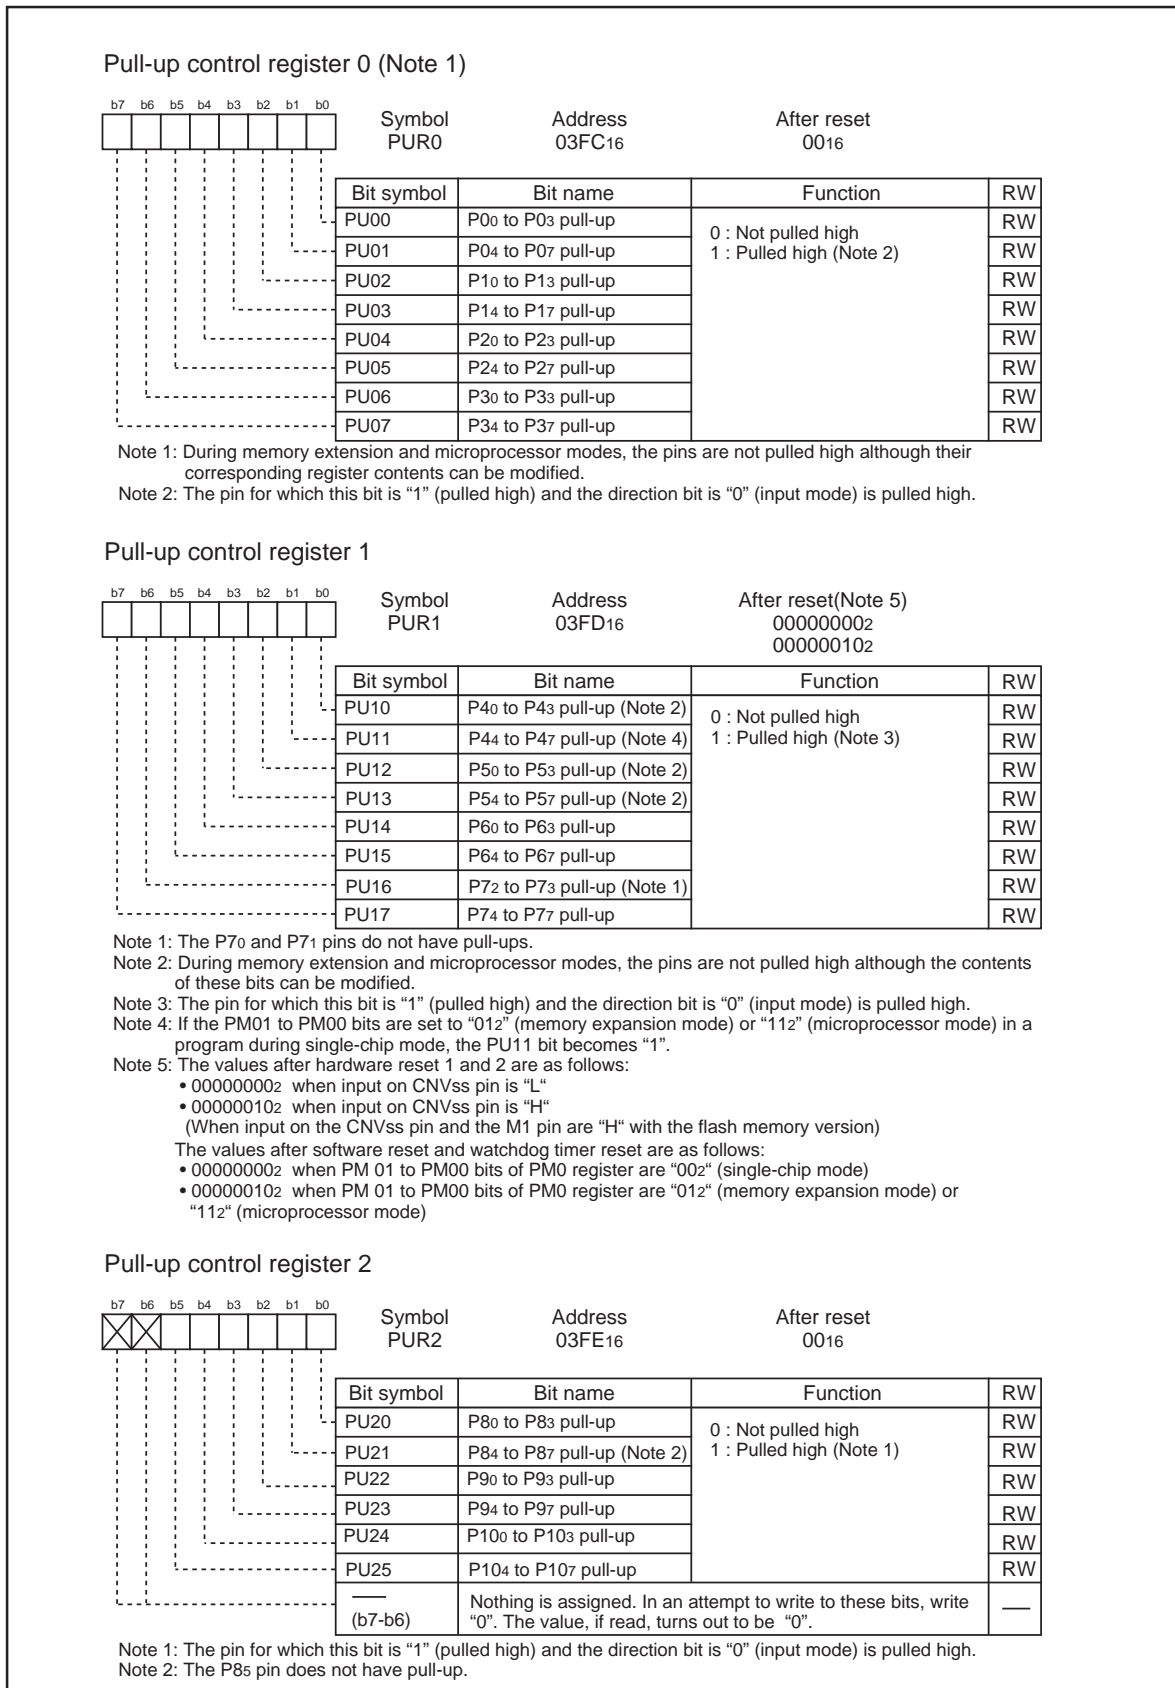 Pull-up control register 0 (Note 1)
b7 b6 b5 b4 b3 b2 b1 b0
Symbol Address After reset
PUR0 03FC16 0016
Bit symbol Bit name Function RW
PU00 P00 to P03 pull-up 0 : Not pulled high RW
PU01 P04 to P07 pull-up 1 : Pulled high (Note 2) RW
PU02 P10 to P13 pull-up RW
PU03 P14 to P17 pull-up RW
PU04 P20 to P23 pull-up RW
PU05 P24 to P27 pull-up RW
PU06 P30 to P33 pull-up RW
PU07 P34 to P37 pull-up RW
Note 1: During memory extension and microprocessor modes, the pins are not pulled high although their
corresponding register contents can be modified.
Note 2: The pin for which this bit is “1” (pulled high) and the direction bit is “0” (input mode) is pulled high.
Pull-up control register 1
b7 b6 b5 b4 b3 b2 b1 b0
Symbol Address After reset(Note 5)
PUR1 03FD16 000000002
000000102
Bit symbol Bit name Function RW
PU10 P40 to P43 pull-up (Note 2) 0 : Not pulled high RW
PU11 P44 to P47 pull-up (Note 4) 1 : Pulled high (Note 3) RW
PU12 P50 to P53 pull-up (Note 2) RW
PU13 P54 to P57 pull-up (Note 2) RW
PU14 P60 to P63 pull-up RW
PU15 P64 to P67 pull-up RW
PU16 P72 to P73 pull-up (Note 1) RW
PU17 P74 to P77 pull-up RW
Note 1: The P70 and P71 pins do not have pull-ups.
Note 2: During memory extension and microprocessor modes, the pins are not pulled high although the contents
of these bits can be modified.
Note 3: The pin for which this bit is “1” (pulled high) and the direction bit is “0” (input mode) is pulled high.
Note 4: If the PM01 to PM00 bits are set to “012” (memory expansion mode) or “112” (microprocessor mode) in a
program during single-chip mode, the PU11 bit becomes “1”.
Note 5: The values after hardware reset 1 and 2 are as follows:
• 000000002 when input on CNVss pin is “L“
• 000000102 when input on CNVss pin is “H“
(When input on the CNVss pin and the M1 pin are “H“ with the flash memory version)
The values after software reset and watchdog timer reset are as follows:
• 000000002 when PM 01 to PM00 bits of PM0 register are “002“ (single-chip mode)
• 000000102 when PM 01 to PM00 bits of PM0 register are “012“ (memory expansion mode) or
“112“ (microprocessor mode)
Pull-up control register 2
b7 b6 b5 b4 b3 b2 b1 b0
Symbol Address After reset
PUR2 03FE16 0016
Bit symbol Bit name Function RW
PU20 P80 to P83 pull-up 0 : Not pulled high RW
PU21 P84 to P87 pull-up (Note 2) 1 : Pulled high (Note 1) RW
PU22 P90 to P93 pull-up RW
PU23 P94 to P97 pull-up RW
PU24 P100 to P103 pull-up RW
PU25 P104 to P107 pull-up RW
— Nothing is assigned. In an attempt to write to these bits, write —
(b7-b6) “0”. The value, if read, turns out to be “0”.
Note 1: The pin for which this bit is “1” (pulled high) and the direction bit is “0” (input mode) is pulled high.
Note 2: The P85 pin does not have pull-up.